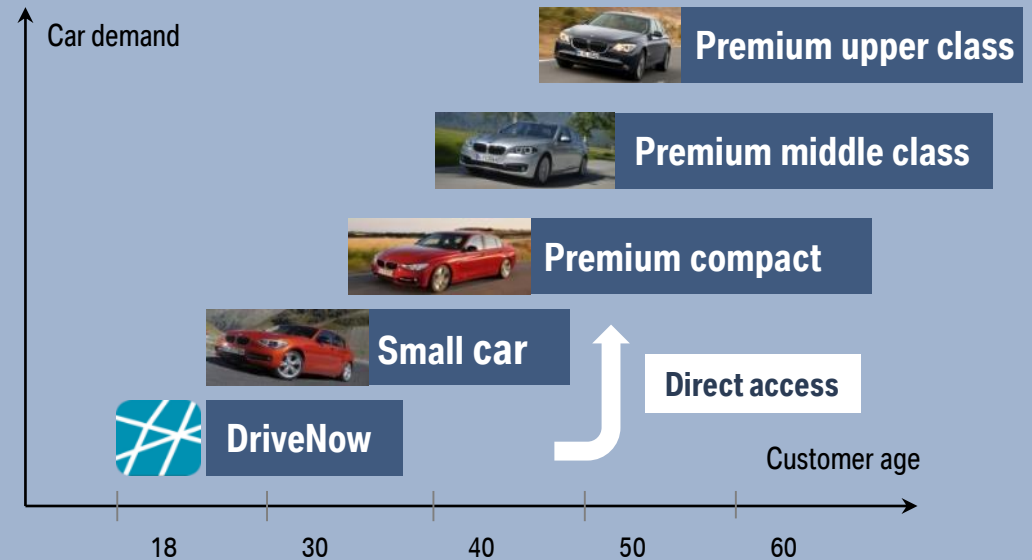 Car demand
Premium upper class
Premium middle class
Premium compact
Small car
Direct access
DriveNow
Customer age
18 30 40 50 60